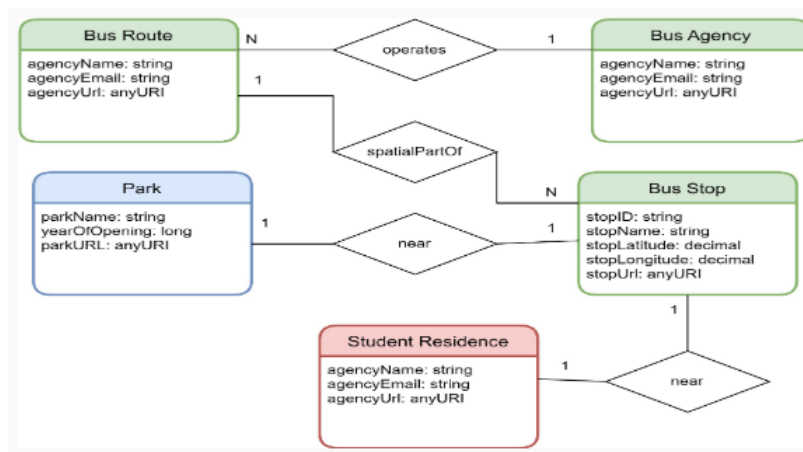 Bus Route
agencyName: string
agencyEmail: string
agencyUrl: anyURI
N
operates
1
Bus Agency
agencyName: string
agencyEmail: string
agencyUrl: anyURI
1
spatialPartOf
N
Park
parkName: string
yearOfOpening: long
parkURL: anyURI
1
near
1
Bus Stop
stopID: string
stopName: string
stopLatitude: decimal
stopLongitude: decimal
stopUrl: anyURI
1
Student Residence
agencyName: string
agencyEmail: string
agencyUrl: anyURI
1
near